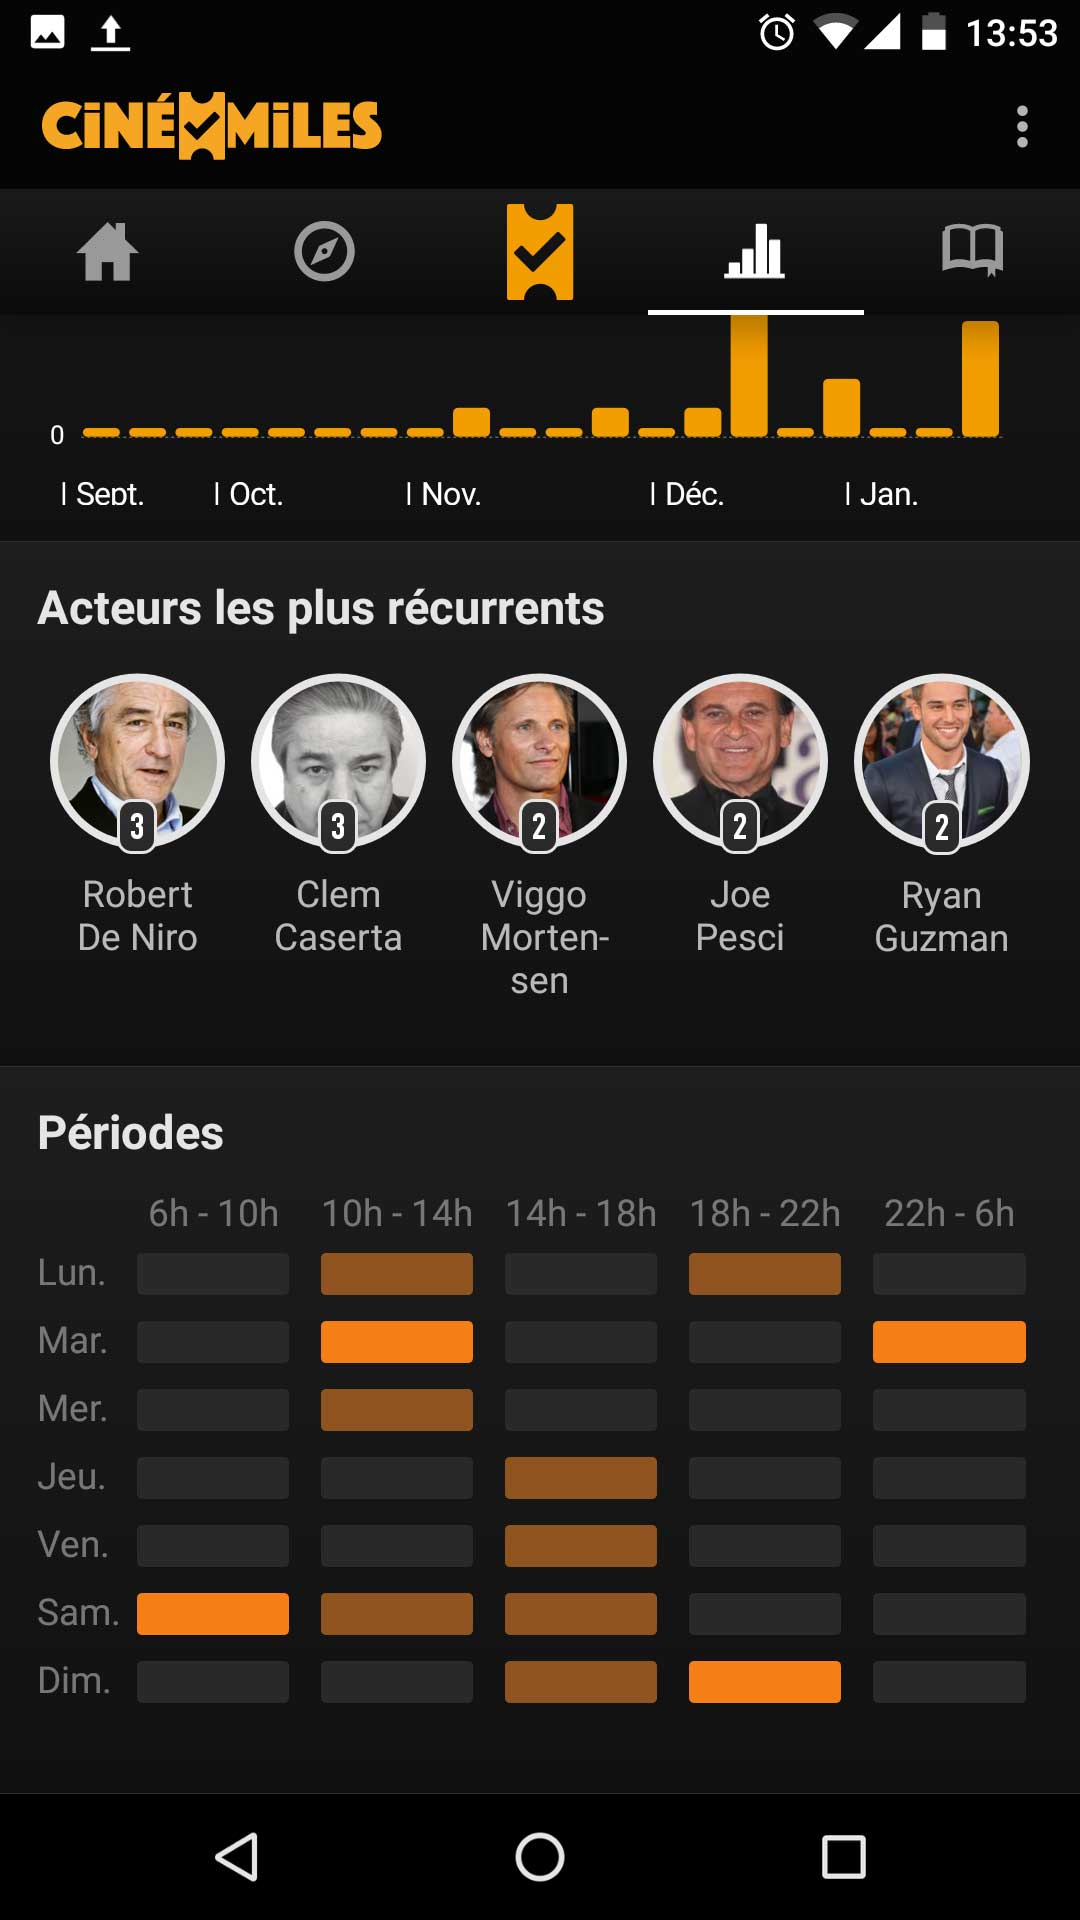 13:53
CiNÉMiLES
0
Sept. Oct. Nov. Déc. Jan.
Acteurs les plus récurrents
3 3 2 2 2
Robert Clem Viggo Joe Ryan
De Niro Caserta Morten- Pesci Guzman
sen
Périodes
6h - 10h 10h - 14h 14h - 18h 18h - 22h 22h - 6h
Lun.
Mar.
Mer.
Jeu.
Ven.
Sam.
Dim.